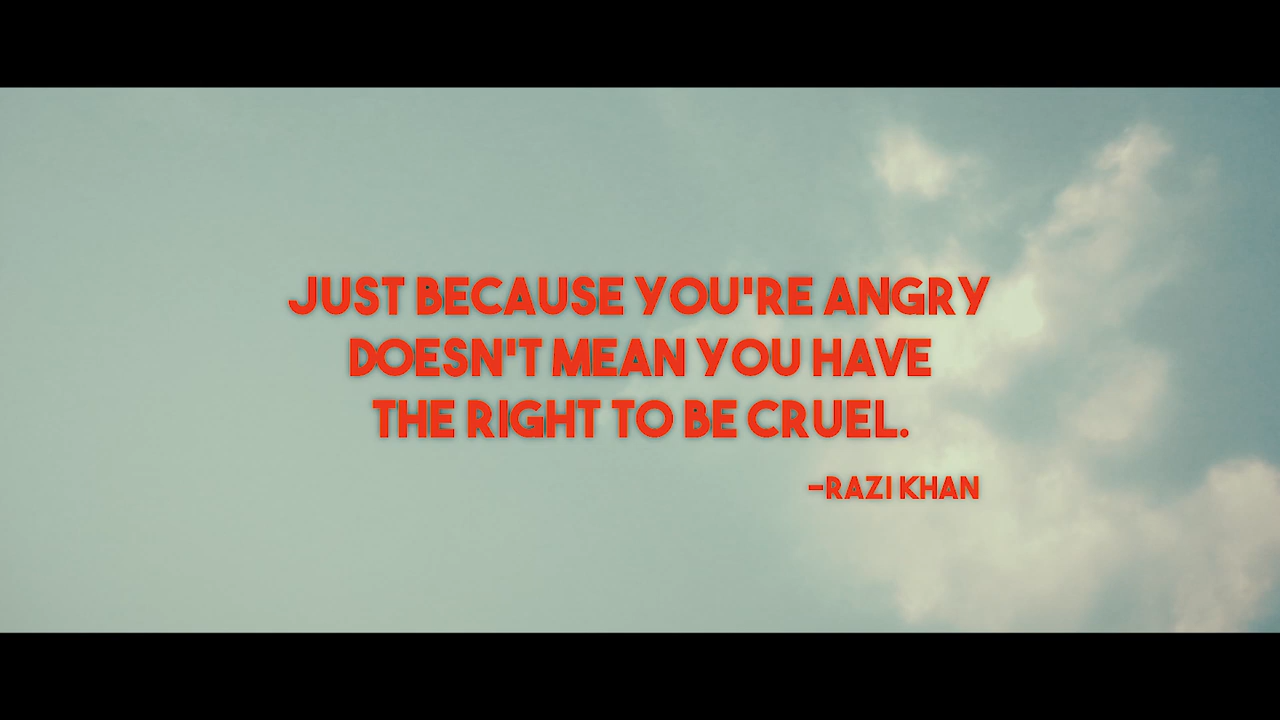 JUST BECAUSE YOU'RE ANGRY
DOESN'T MEAN YOU HAVE
THE RIGHT TO BE CRUEL.
-RAZI KHAN